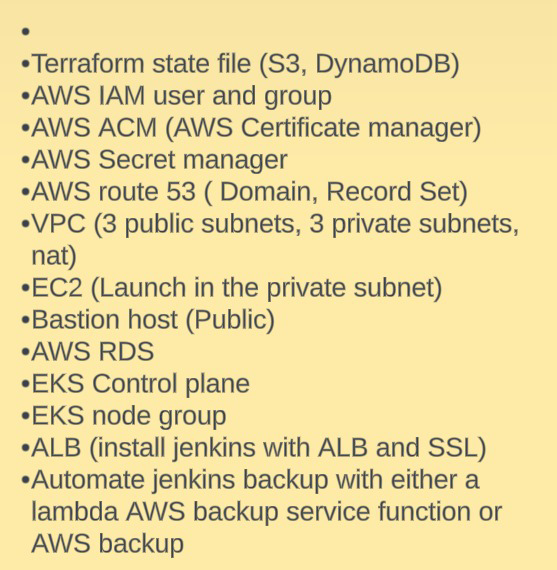 •
•Terraform state file (S3, DynamoDB)
•AWS IAM user and group
•AWS ACM (AWS Certificate manager)
•AWS Secret manager
•AWS route 53 ( Domain, Record Set)
•VPC (3 public subnets, 3 private subnets,
nat)
•EC2 (Launch in the private subnet)
•Bastion host (Public)
•AWS RDS
•EKS Control plane
•EKS node group
•ALB (install jenkins with ALB and SSL)
•Automate jenkins backup with either a
lambda AWS backup service function or
AWS backup